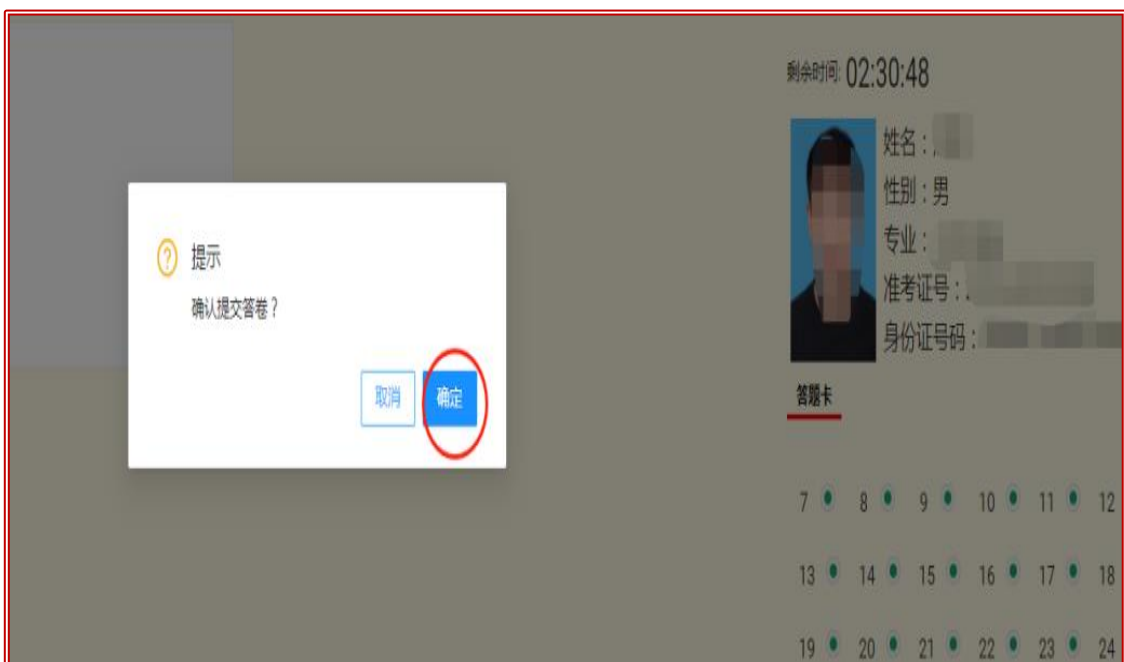 剩余时间: 02:30:48
姓名：
性别：男
专业：
准考证号：
身份证号码：
提示
确认提交答卷？
取消 确定
答题卡
7 8 9 10 11 12
13 14 15 16 17 18
19 20 21 22 23 24